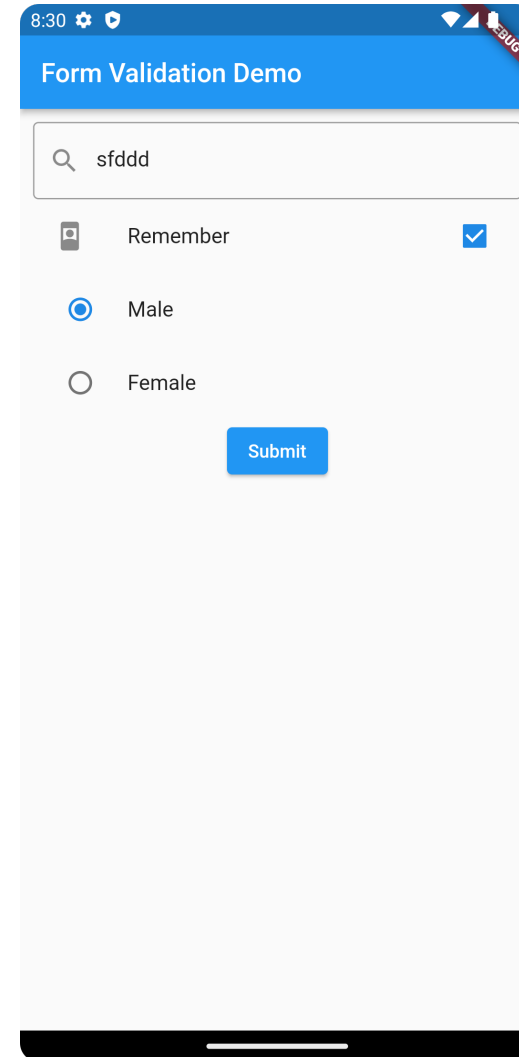 8:30
DEBUG
Form Validation Demo
sfddd
Remember
Male
Female
Submit